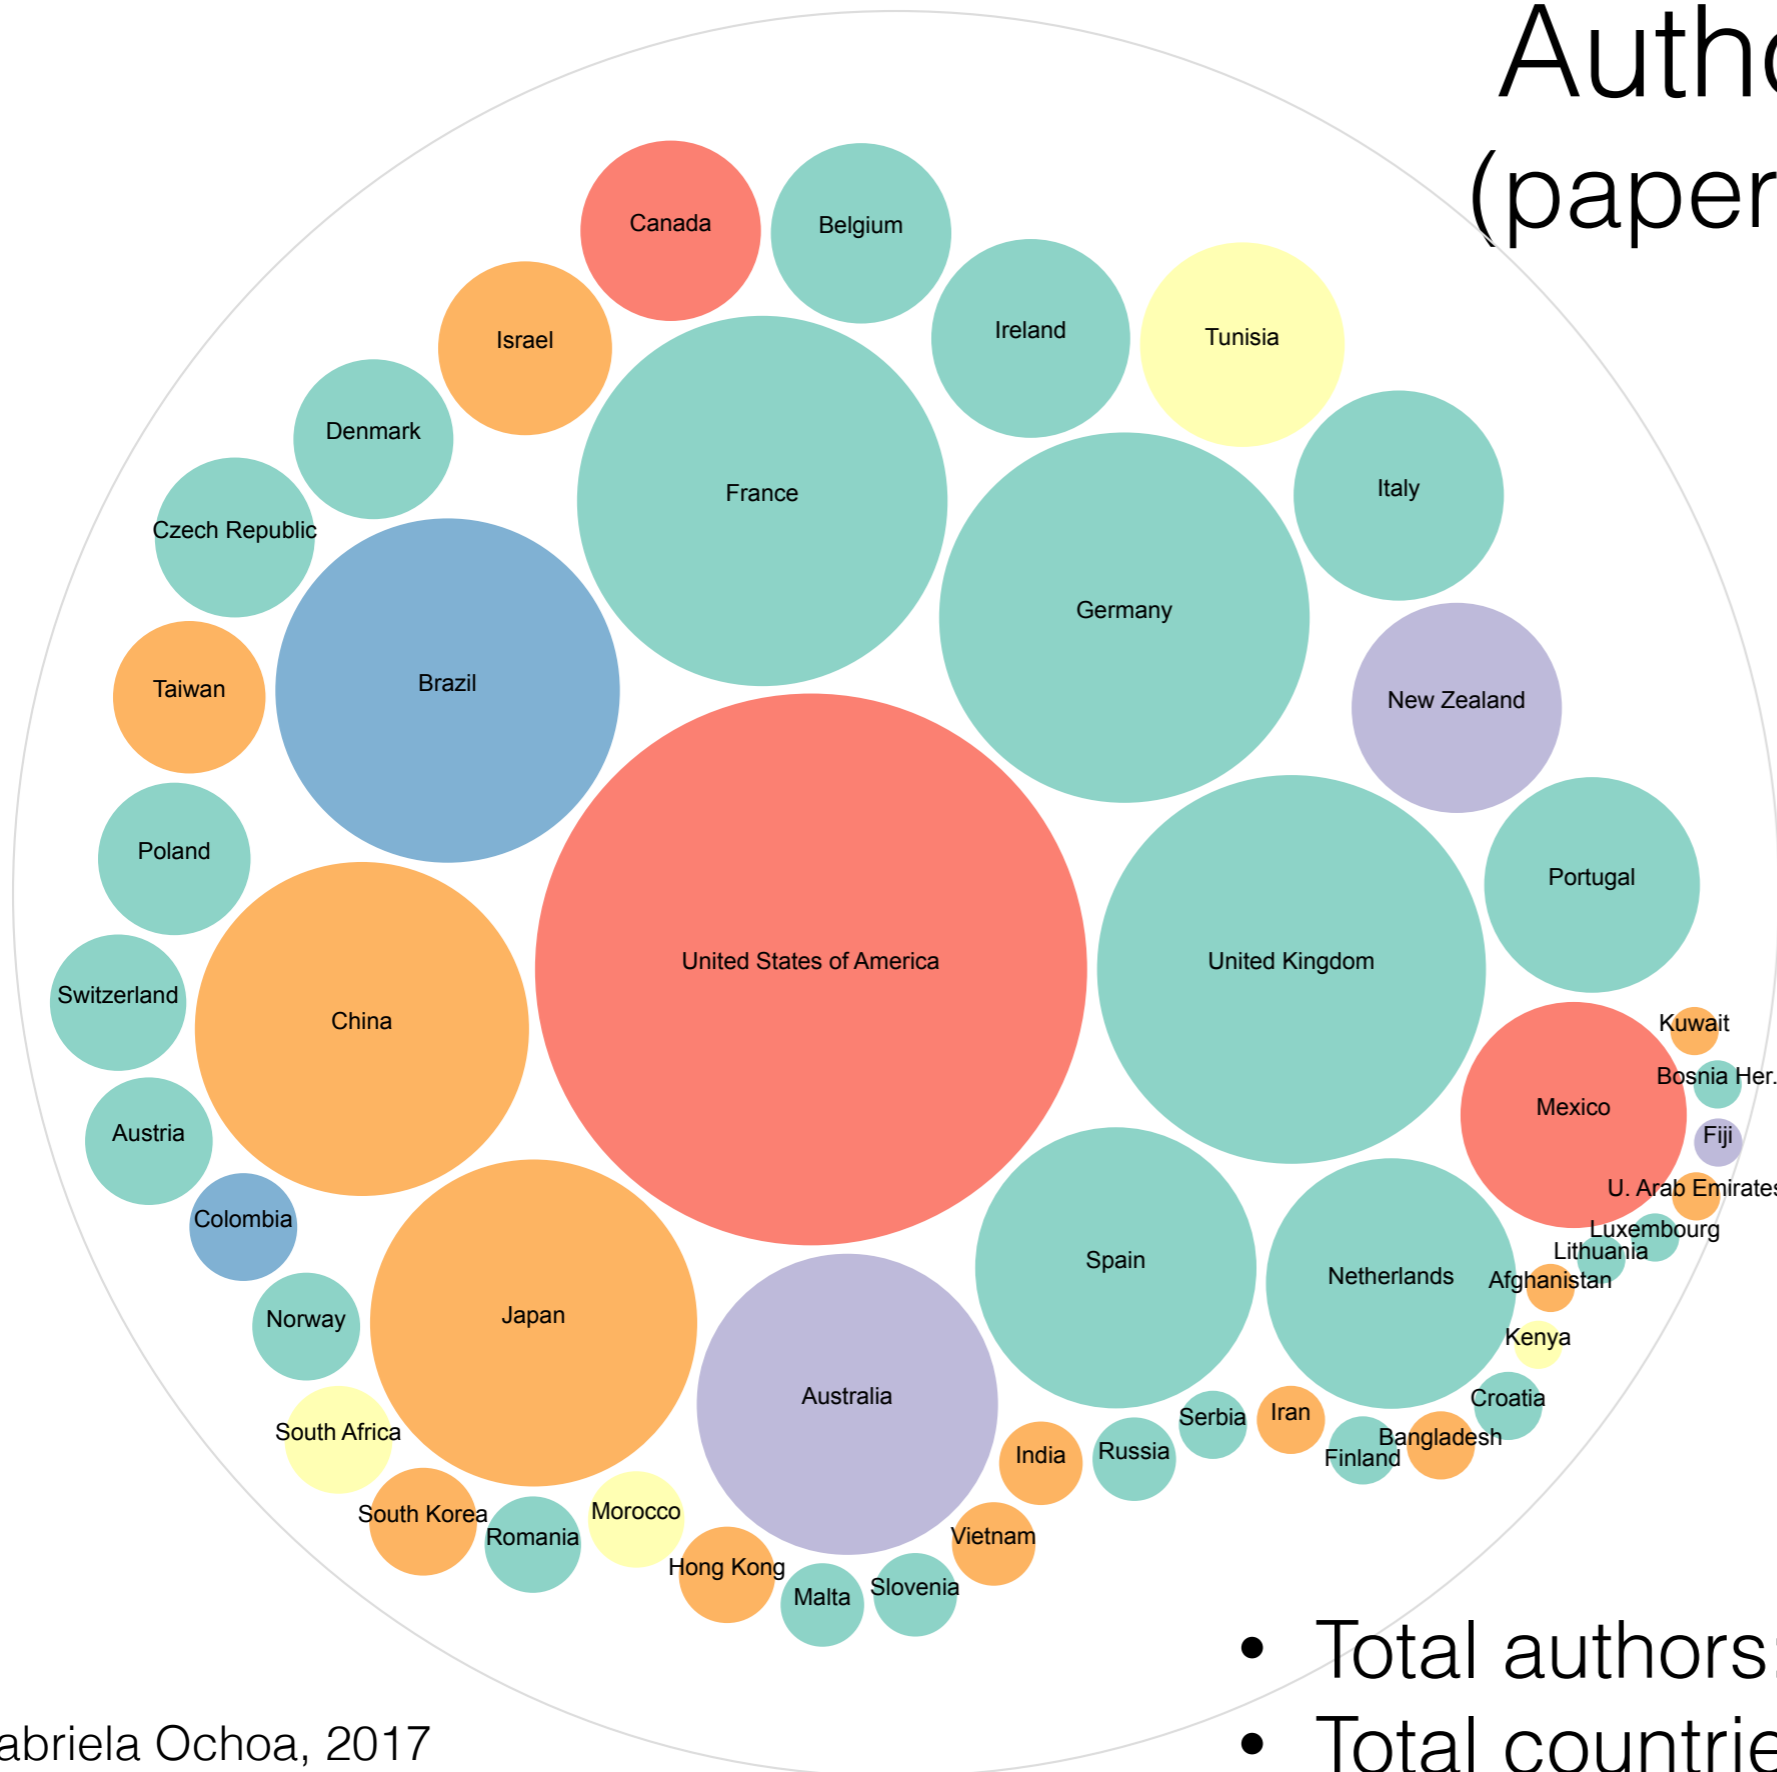 Autho
(paper
Canada
Belgium
Ireland
Tunisia
Israel
Denmark
Italy
France
Czech Republic
Germany
Taiwan
Brazil
New Zealand
Poland
Portugal
United States of America
United Kingdom
Switzerland
China
Kuwait
Bosnia Her.
Mexico
Austria
Fiji
U. Arab Emirates
Colombia
Luxembourg
Lithuania
Spain
Netherlands
Afghanistan
Norway
Japan
Kenya
Australia
Croatia
Iran
Serbia
South Africa
Bangladesh
Russia
India
Finland
Morocco
South Korea
Romania
Vietnam
Hong Kong
Slovenia
Malta
• Total authors:
• Total countrie
abriela Ochoa, 2017